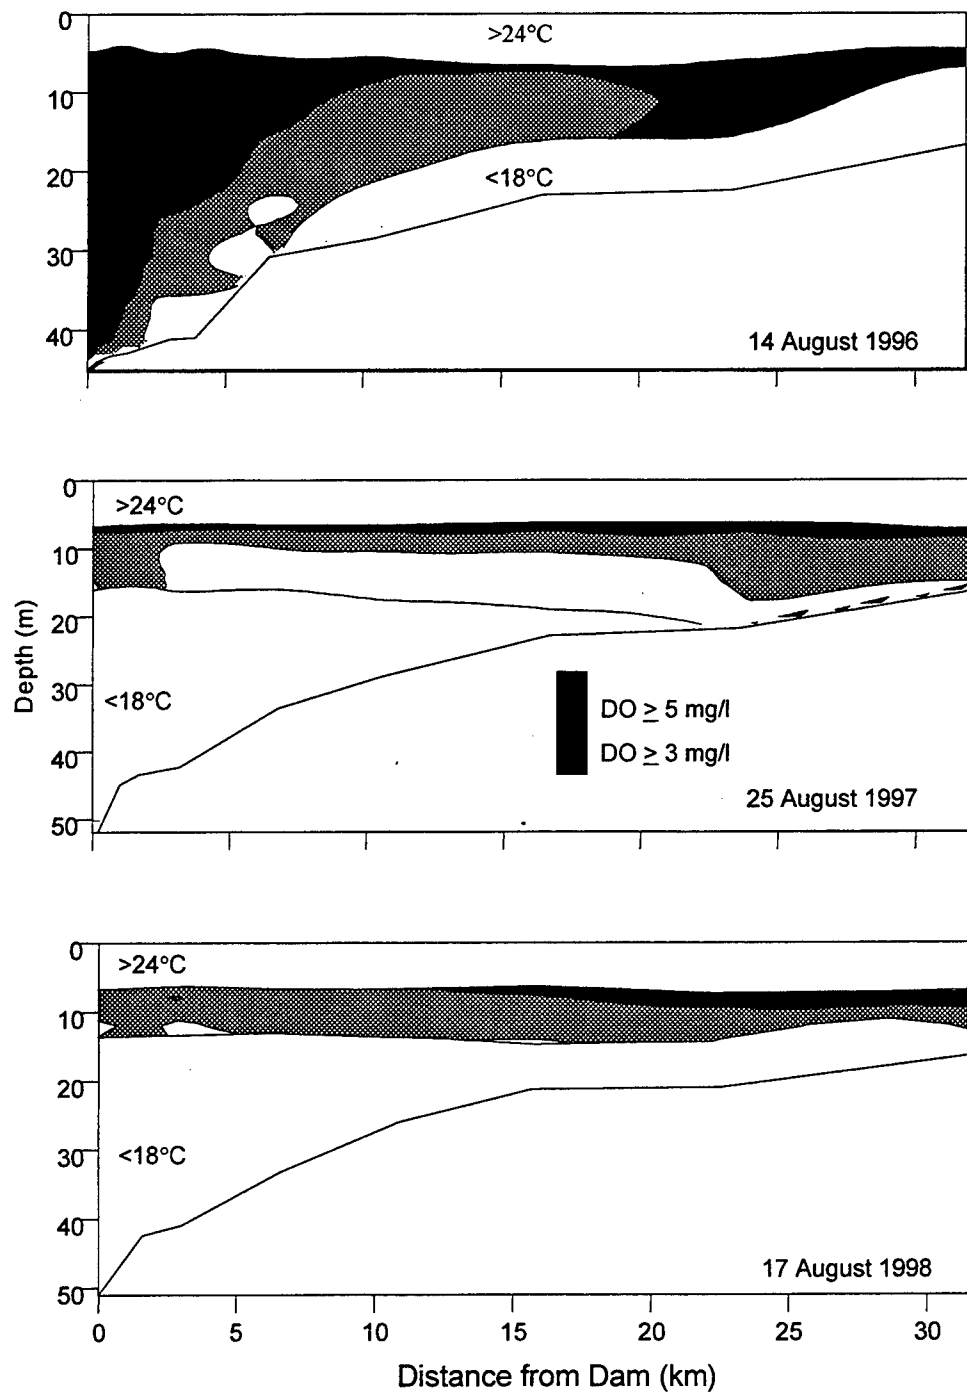 0
10
20
30
40
>24°C
<18°C
14 August 1996
0
10
20
30
40
50
Depth (m)
>24°C
<18°C
DO ≥ 5 mg/l
DO ≥ 3 mg/l
25 August 1997
0
10
20
30
40
50
>24°C
<18°C
17 August 1998
0 5 10 15 20 25 30
Distance from Dam (km)